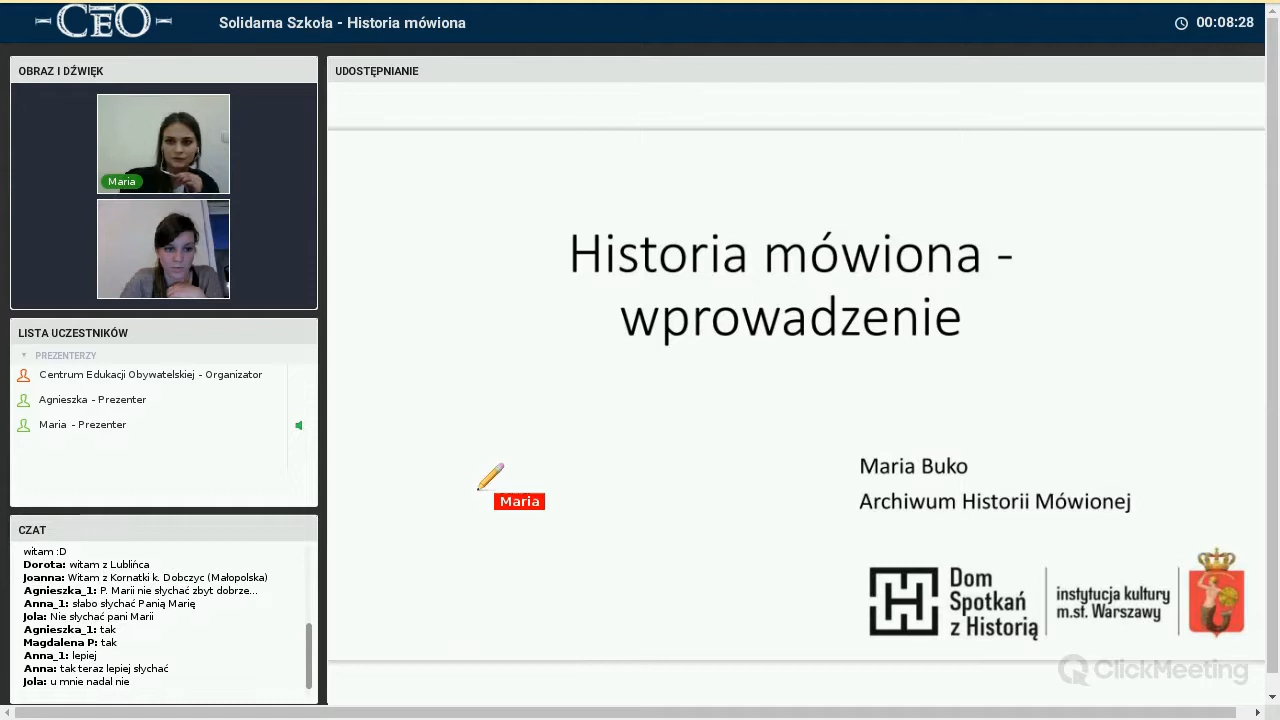 CEO
Solidarna Szkoła - Historia mówiona
00:08:28
OBRAZ I DŹWIĘK
Maria
LISTA UCZESTNIKÓW
PREZENTERZY
Centrum Edukacji Obywatelskiej - Organizator
Agnieszka - Prezenter
Maria - Prezenter
CZAT
witam :D
Dorota: witam z Lublińca
Joanna: Witam z Kornatki k. Dobczyc (Małopolska)
Agnieszka_1: P. Marii nie słychać zbyt dobrze...
Anna_1: słabo słychać Panią Marię
Jola: Nie słychać pani Marii
Agnieszka_1: tak
Magdalena P: tak
Anna_1: lepiej
Anna: tak teraz lepiej słychać
Jola: u mnie nadal nie
UDOSTĘPNIANIE
Historia mówiona -
wprowadzenie
Maria
Maria Buko
Archiwum Historii Mówionej
Dom
Spotkań
z Historią
instytucja kultury
m.st. Warszawy
ClickMeeting